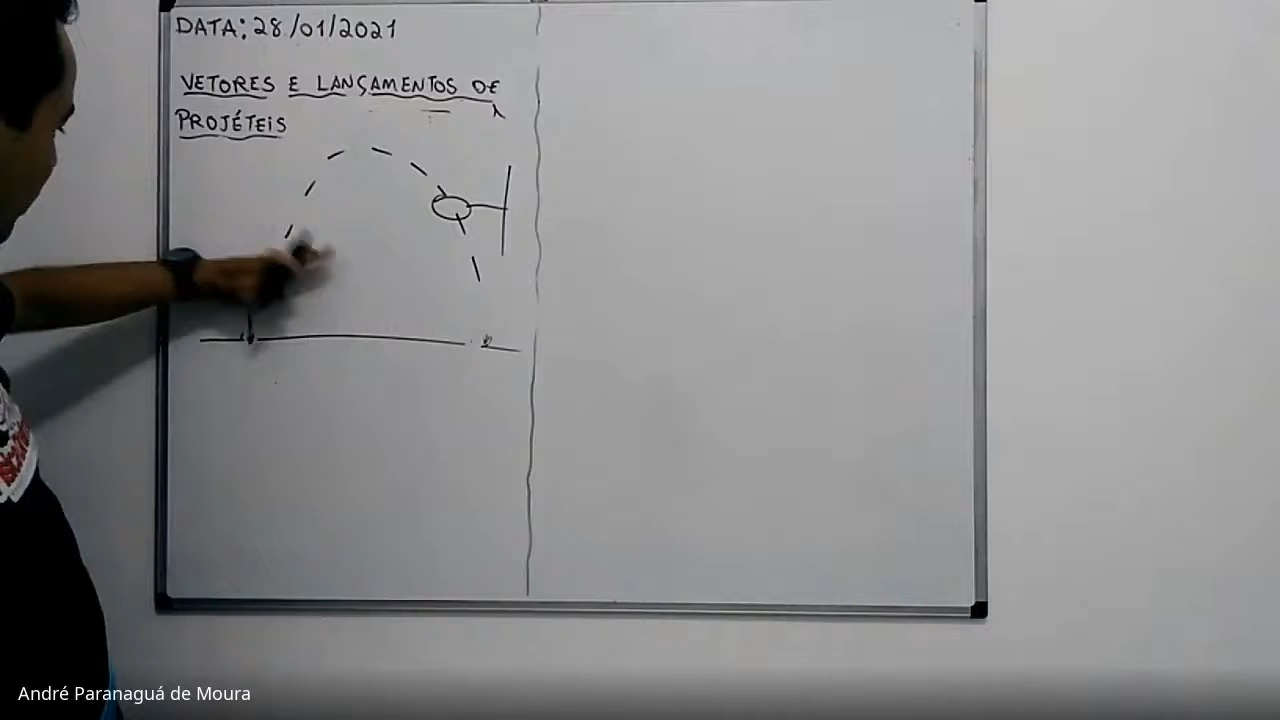 DATA: 28/01/2021
VETORES E LANÇAMENTOS DE
PROJÉTEIS
André Paranaguá de Moura